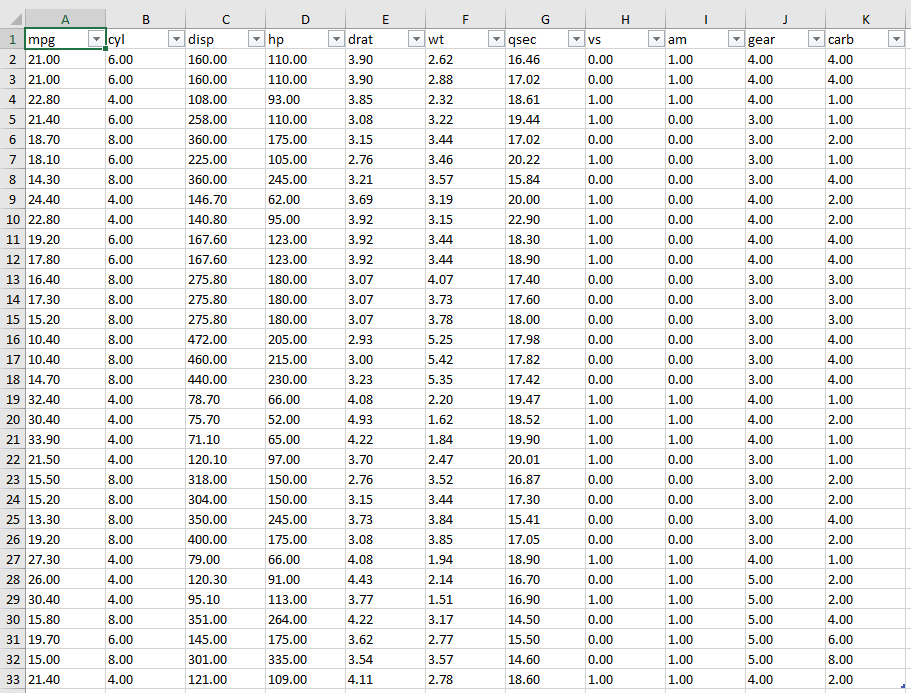 A B C D E F G H I J K
1 mpg cyl disp hp drat wt qsec vs am gear carb
2 21.00 6.00 160.00 110.00 3.90 2.62 16.46 0.00 1.00 4.00 4.00
3 21.00 6.00 160.00 110.00 3.90 2.88 17.02 0.00 1.00 4.00 4.00
4 22.80 4.00 108.00 93.00 3.85 2.32 18.61 1.00 1.00 4.00 1.00
5 21.40 6.00 258.00 110.00 3.08 3.22 19.44 1.00 0.00 3.00 1.00
6 18.70 8.00 360.00 175.00 3.15 3.44 17.02 0.00 0.00 3.00 2.00
7 18.10 6.00 225.00 105.00 2.76 3.46 20.22 1.00 0.00 3.00 1.00
8 14.30 8.00 360.00 245.00 3.21 3.57 15.84 0.00 0.00 3.00 4.00
9 24.40 4.00 146.70 62.00 3.69 3.19 20.00 1.00 0.00 4.00 2.00
10 22.80 4.00 140.80 95.00 3.92 3.15 22.90 1.00 0.00 4.00 2.00
11 19.20 6.00 167.60 123.00 3.92 3.44 18.30 1.00 0.00 4.00 4.00
12 17.80 6.00 167.60 123.00 3.92 3.44 18.90 1.00 0.00 4.00 4.00
13 16.40 8.00 275.80 180.00 3.07 4.07 17.40 0.00 0.00 3.00 3.00
14 17.30 8.00 275.80 180.00 3.07 3.73 17.60 0.00 0.00 3.00 3.00
15 15.20 8.00 275.80 180.00 3.07 3.78 18.00 0.00 0.00 3.00 3.00
16 10.40 8.00 472.00 205.00 2.93 5.25 17.98 0.00 0.00 3.00 4.00
17 10.40 8.00 460.00 215.00 3.00 5.42 17.82 0.00 0.00 3.00 4.00
18 14.70 8.00 440.00 230.00 3.23 5.35 17.42 0.00 0.00 3.00 4.00
19 32.40 4.00 78.70 66.00 4.08 2.20 19.47 1.00 1.00 4.00 1.00
20 30.40 4.00 75.70 52.00 4.93 1.62 18.52 1.00 1.00 4.00 2.00
21 33.90 4.00 71.10 65.00 4.22 1.84 19.90 1.00 1.00 4.00 1.00
22 21.50 4.00 120.10 97.00 3.70 2.47 20.01 1.00 0.00 3.00 1.00
23 15.50 8.00 318.00 150.00 2.76 3.52 16.87 0.00 0.00 3.00 2.00
24 15.20 8.00 304.00 150.00 3.15 3.44 17.30 0.00 0.00 3.00 2.00
25 13.30 8.00 350.00 245.00 3.73 3.84 15.41 0.00 0.00 3.00 4.00
26 19.20 8.00 400.00 175.00 3.08 3.85 17.05 0.00 0.00 3.00 2.00
27 27.30 4.00 79.00 66.00 4.08 1.94 18.90 1.00 1.00 4.00 1.00
28 26.00 4.00 120.30 91.00 4.43 2.14 16.70 0.00 1.00 5.00 2.00
29 30.40 4.00 95.10 113.00 3.77 1.51 16.90 1.00 1.00 5.00 2.00
30 15.80 8.00 351.00 264.00 4.22 3.17 14.50 0.00 1.00 5.00 4.00
31 19.70 6.00 145.00 175.00 3.62 2.77 15.50 0.00 1.00 5.00 6.00
32 15.00 8.00 301.00 335.00 3.54 3.57 14.60 0.00 1.00 5.00 8.00
33 21.40 4.00 121.00 109.00 4.11 2.78 18.60 1.00 1.00 4.00 2.00